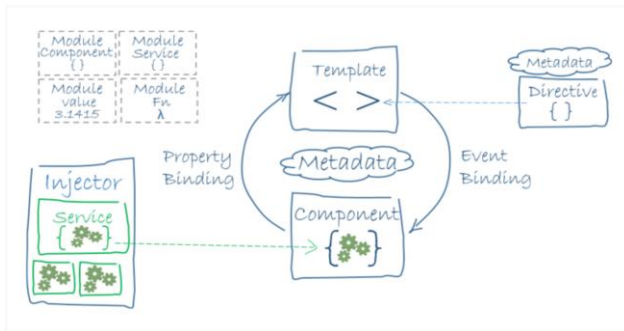 Module
Component
{ }
Module
Service
{ }
Module
value
3.1415
Module
Fn
λ
Template
< >
Metadata
Directive
{ }
Property
Binding
Metadata
Event
Binding
Injector
Service
{ }
Component
{ }